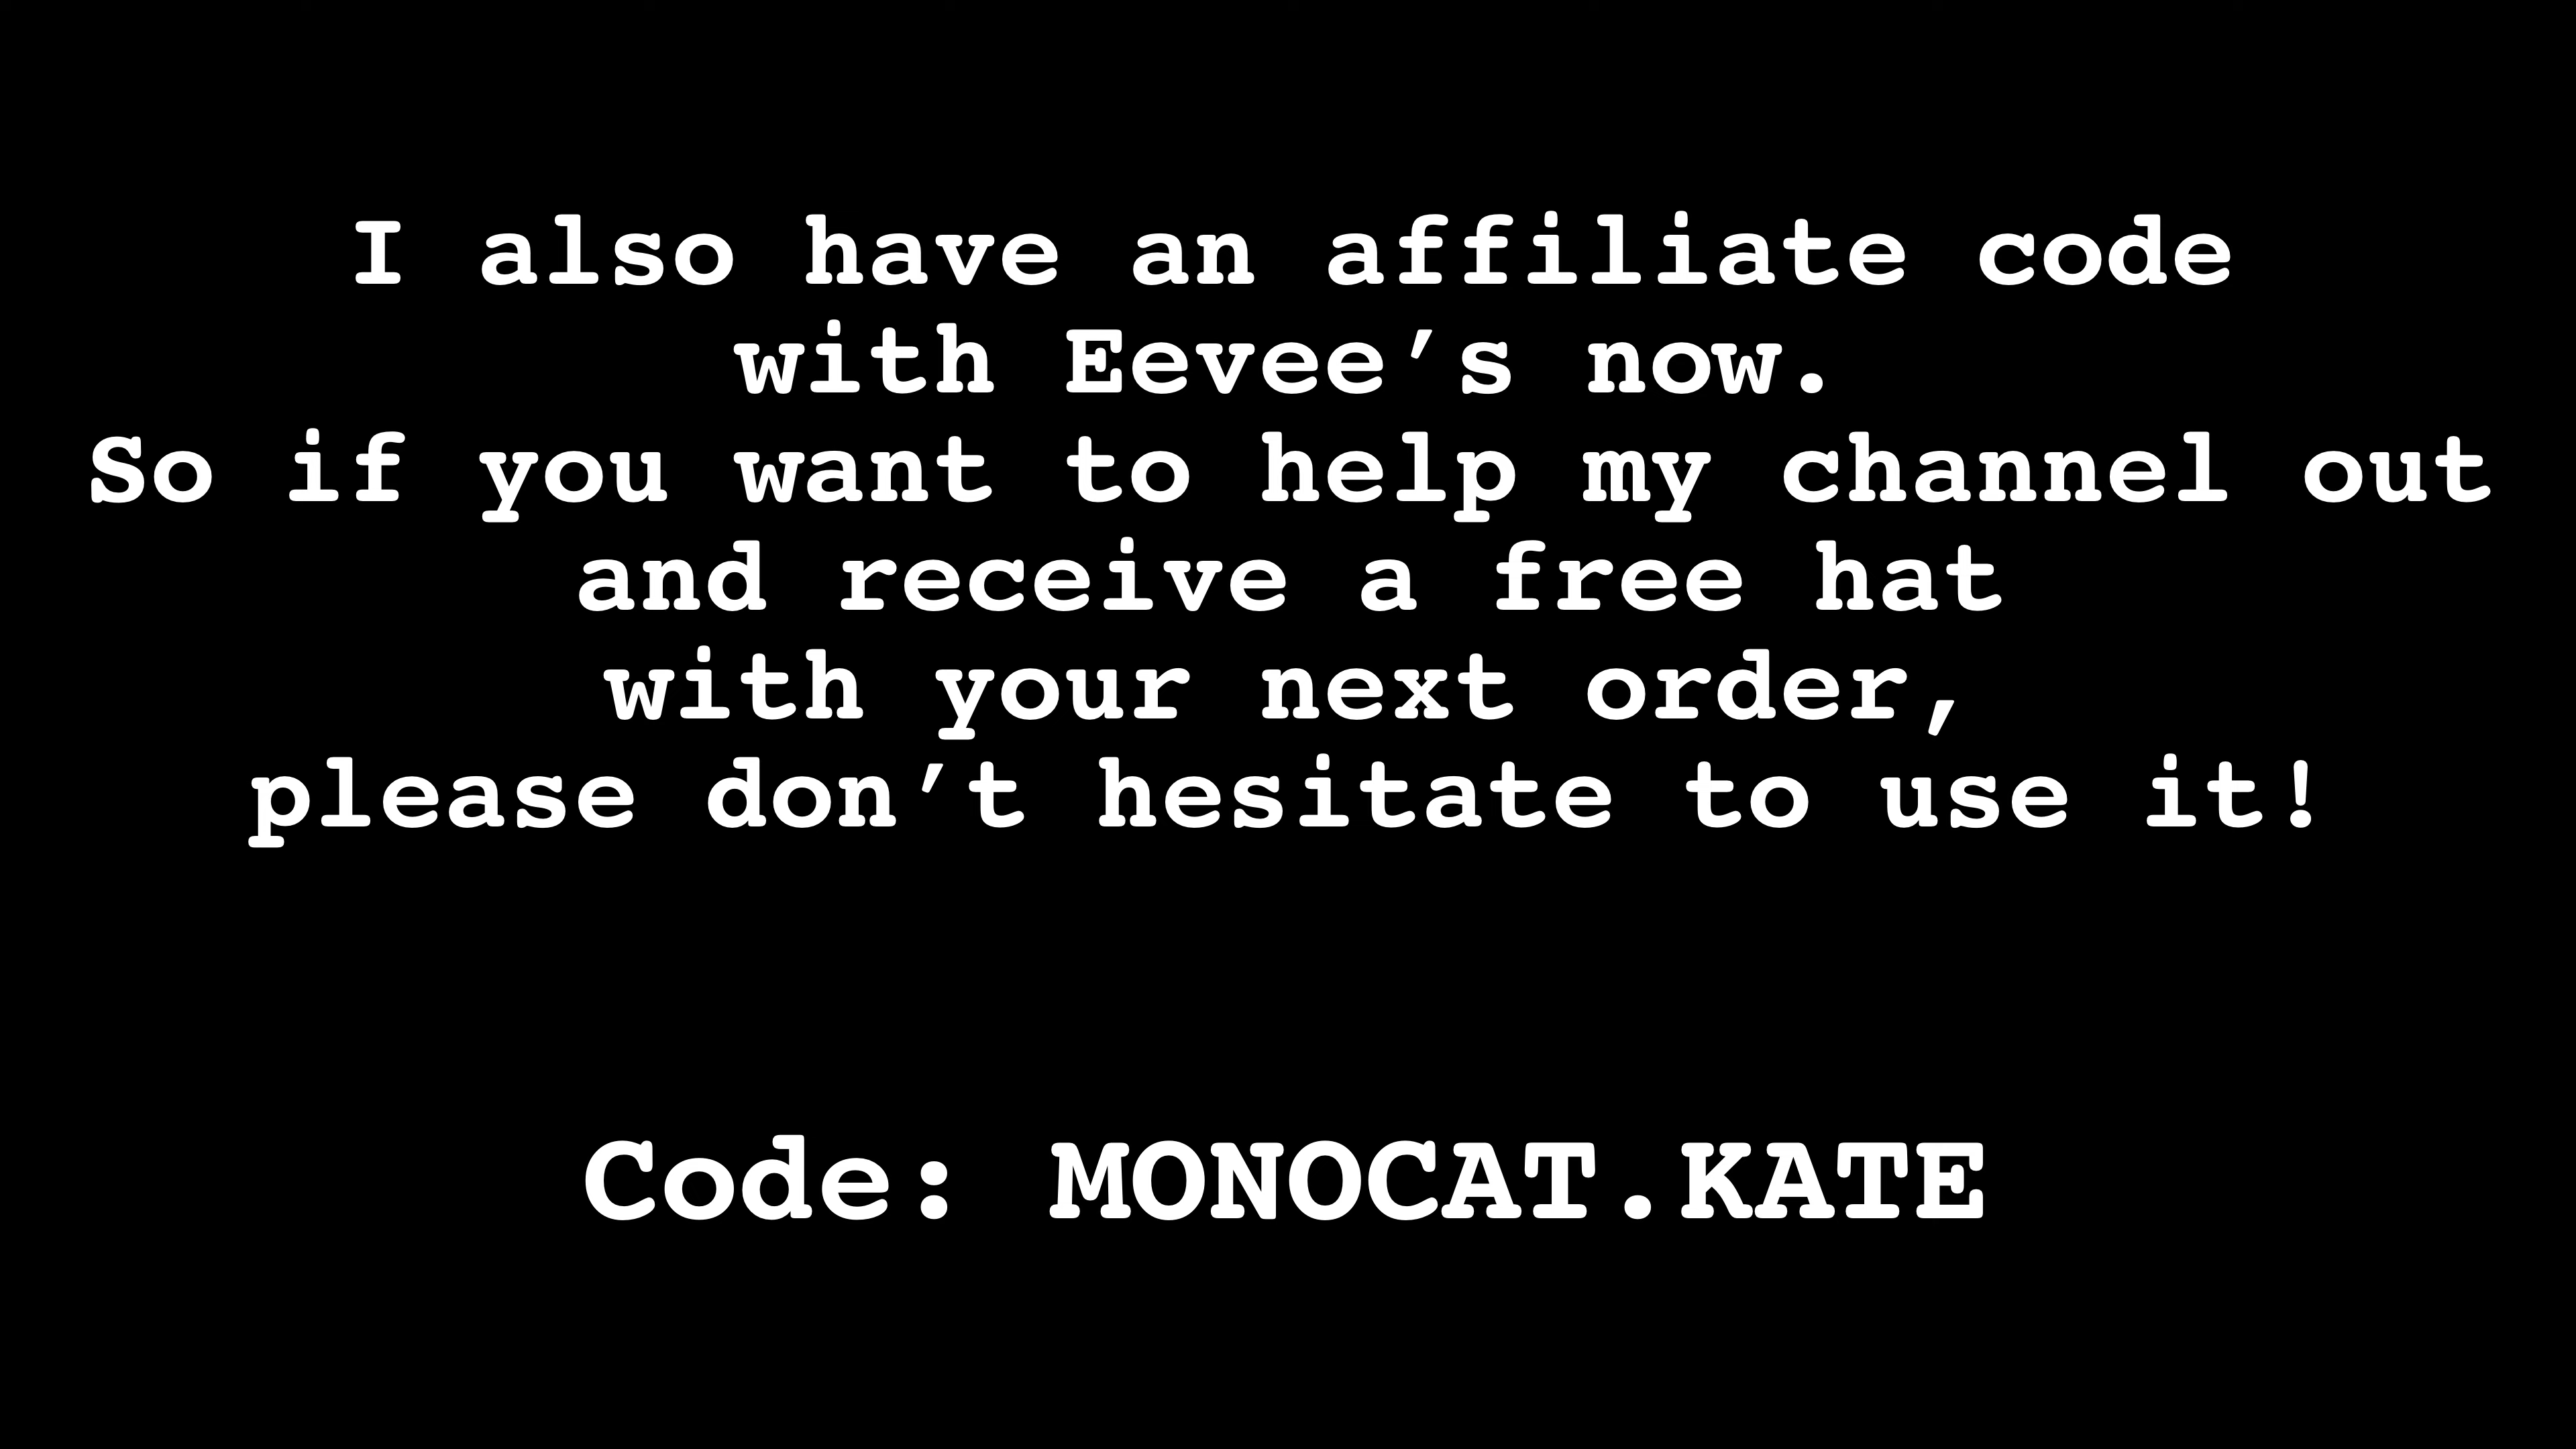 I also have an affiliate code
with Eevee’s now.
So if you want to help my channel out
and receive a free hat
with your next order,
please don’t hesitate to use it!
Code: MONOCAT.KATE